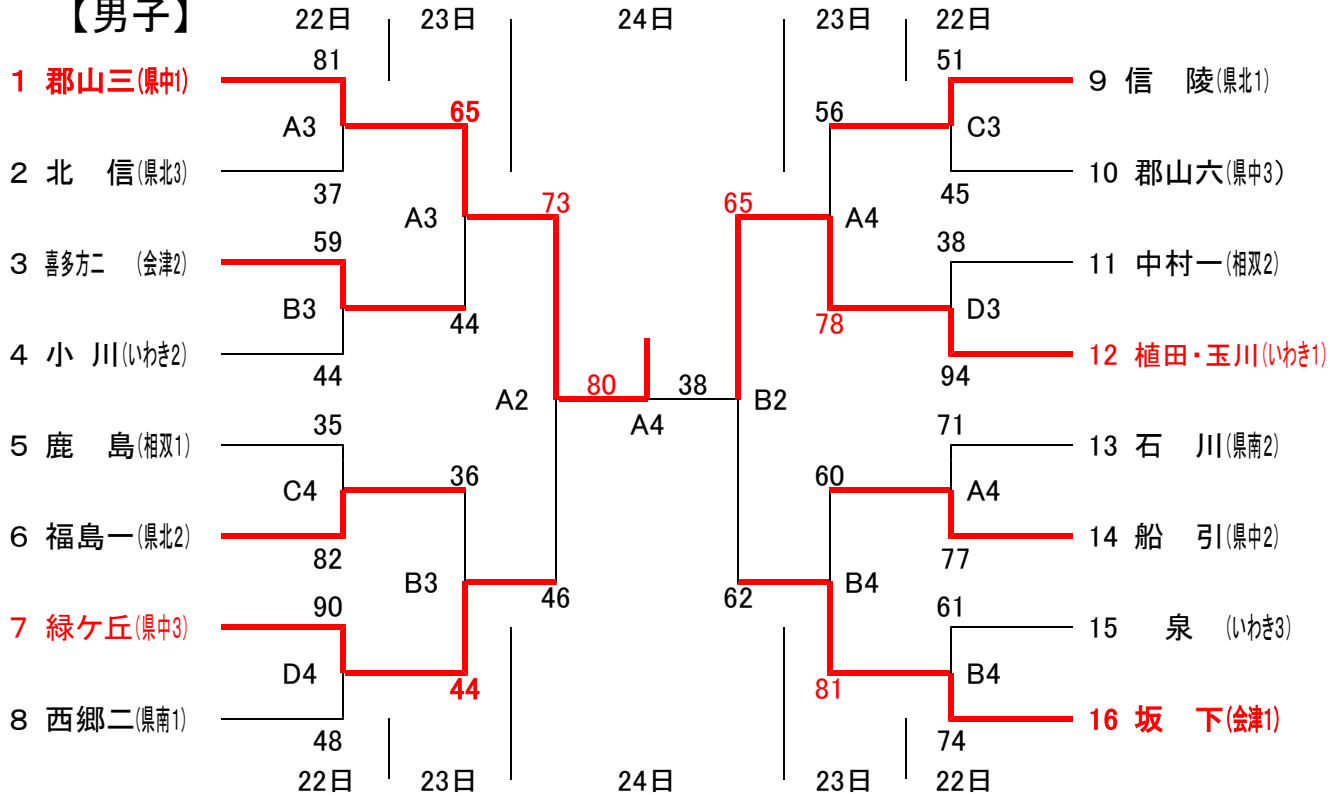 【男子】
22日 23日 24日 23日 22日
81 51
1 郡山三(県中1) 9 信 陵(県北1)
65 56
A3 C3
2 北 信(県北3) 10 郡山六(県中3)
37 45
73 65
A3 A4
59 38
3 喜多方二 (会津2) 11 中村一(相双2)
B3 D3
44 78
4 小 川(いわき2) 12 植田・玉川(いわき1)
44 94
80 38
A2 B2
A4
35 71
5 鹿 島(相双1) 13 石 川(県南2)
36 60
C4 A4
6 福島一(県北2) 14 船 引(県中2)
82 77
B3 B4
46 62
90 61
7 緑ケ丘(県中3) 15 泉 (いわき3)
D4 B4
44 81
8 西郷二(県南1) 16 坂 下(会津1)
48 74
22日 23日 24日 23日 22日